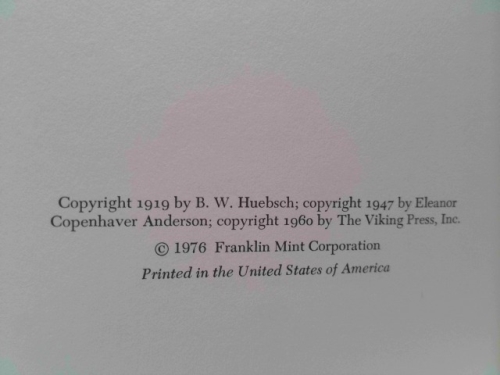 Copyright 1919 by B. W. Huebsch; copyright 1947 by Eleanor
Copenhaver Anderson; copyright 1960 by The Viking Press, Inc.
© 1976 Franklin Mint Corporation
Printed in the United States of America